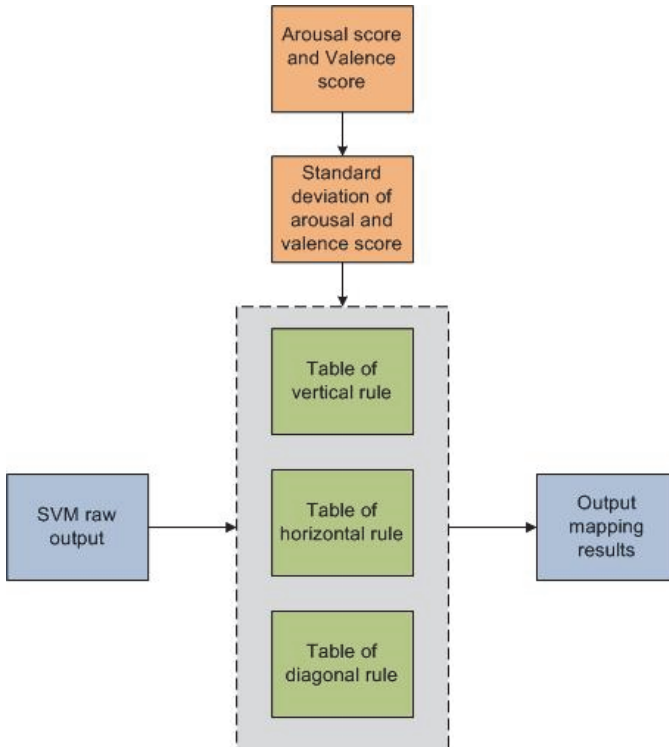 Arousal score
and Valence
score
Standard
deviation of
arousal and
valence score
Table of
vertical rule
SVM raw
output
Table of
horizontal rule
Output
mapping
results
Table of
diagonal rule